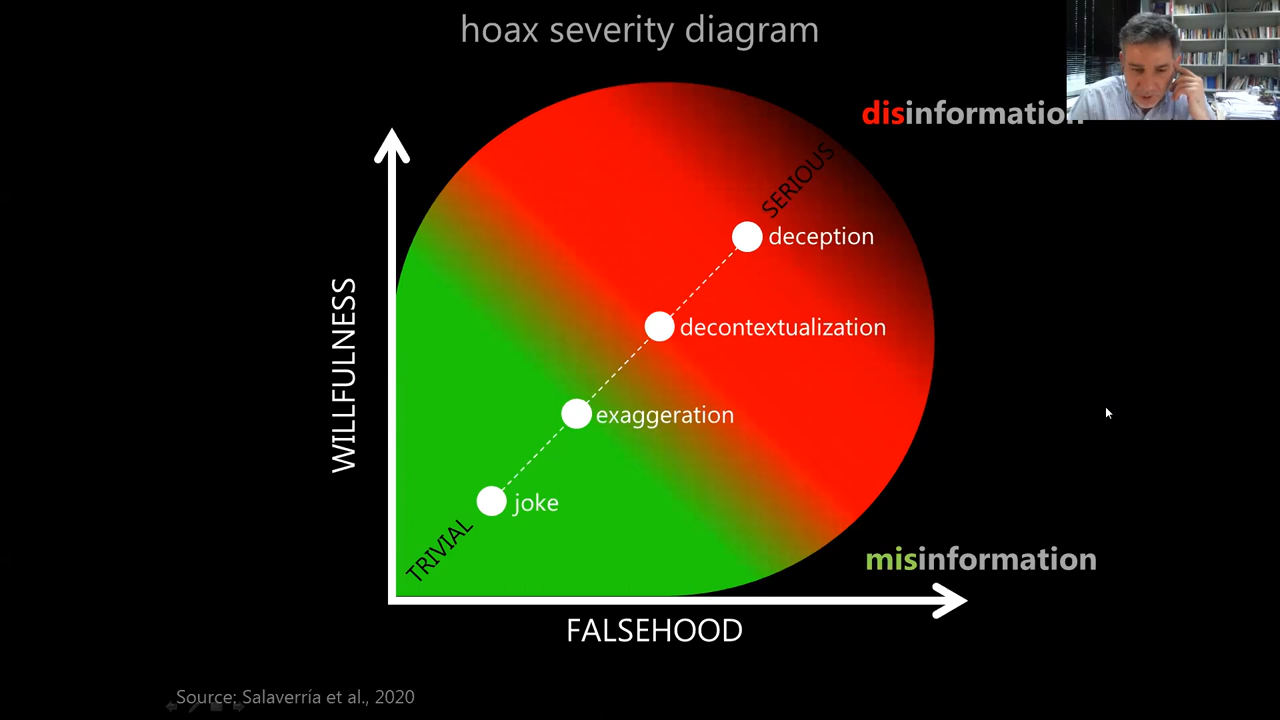 hoax severity diagram
disinformation
SERIOUS
deception
decontextualization
WILLFULNESS
exaggeration
joke
TRIVIAL
misinformation
FALSEHOOD
Source: Salaverría et al., 2020